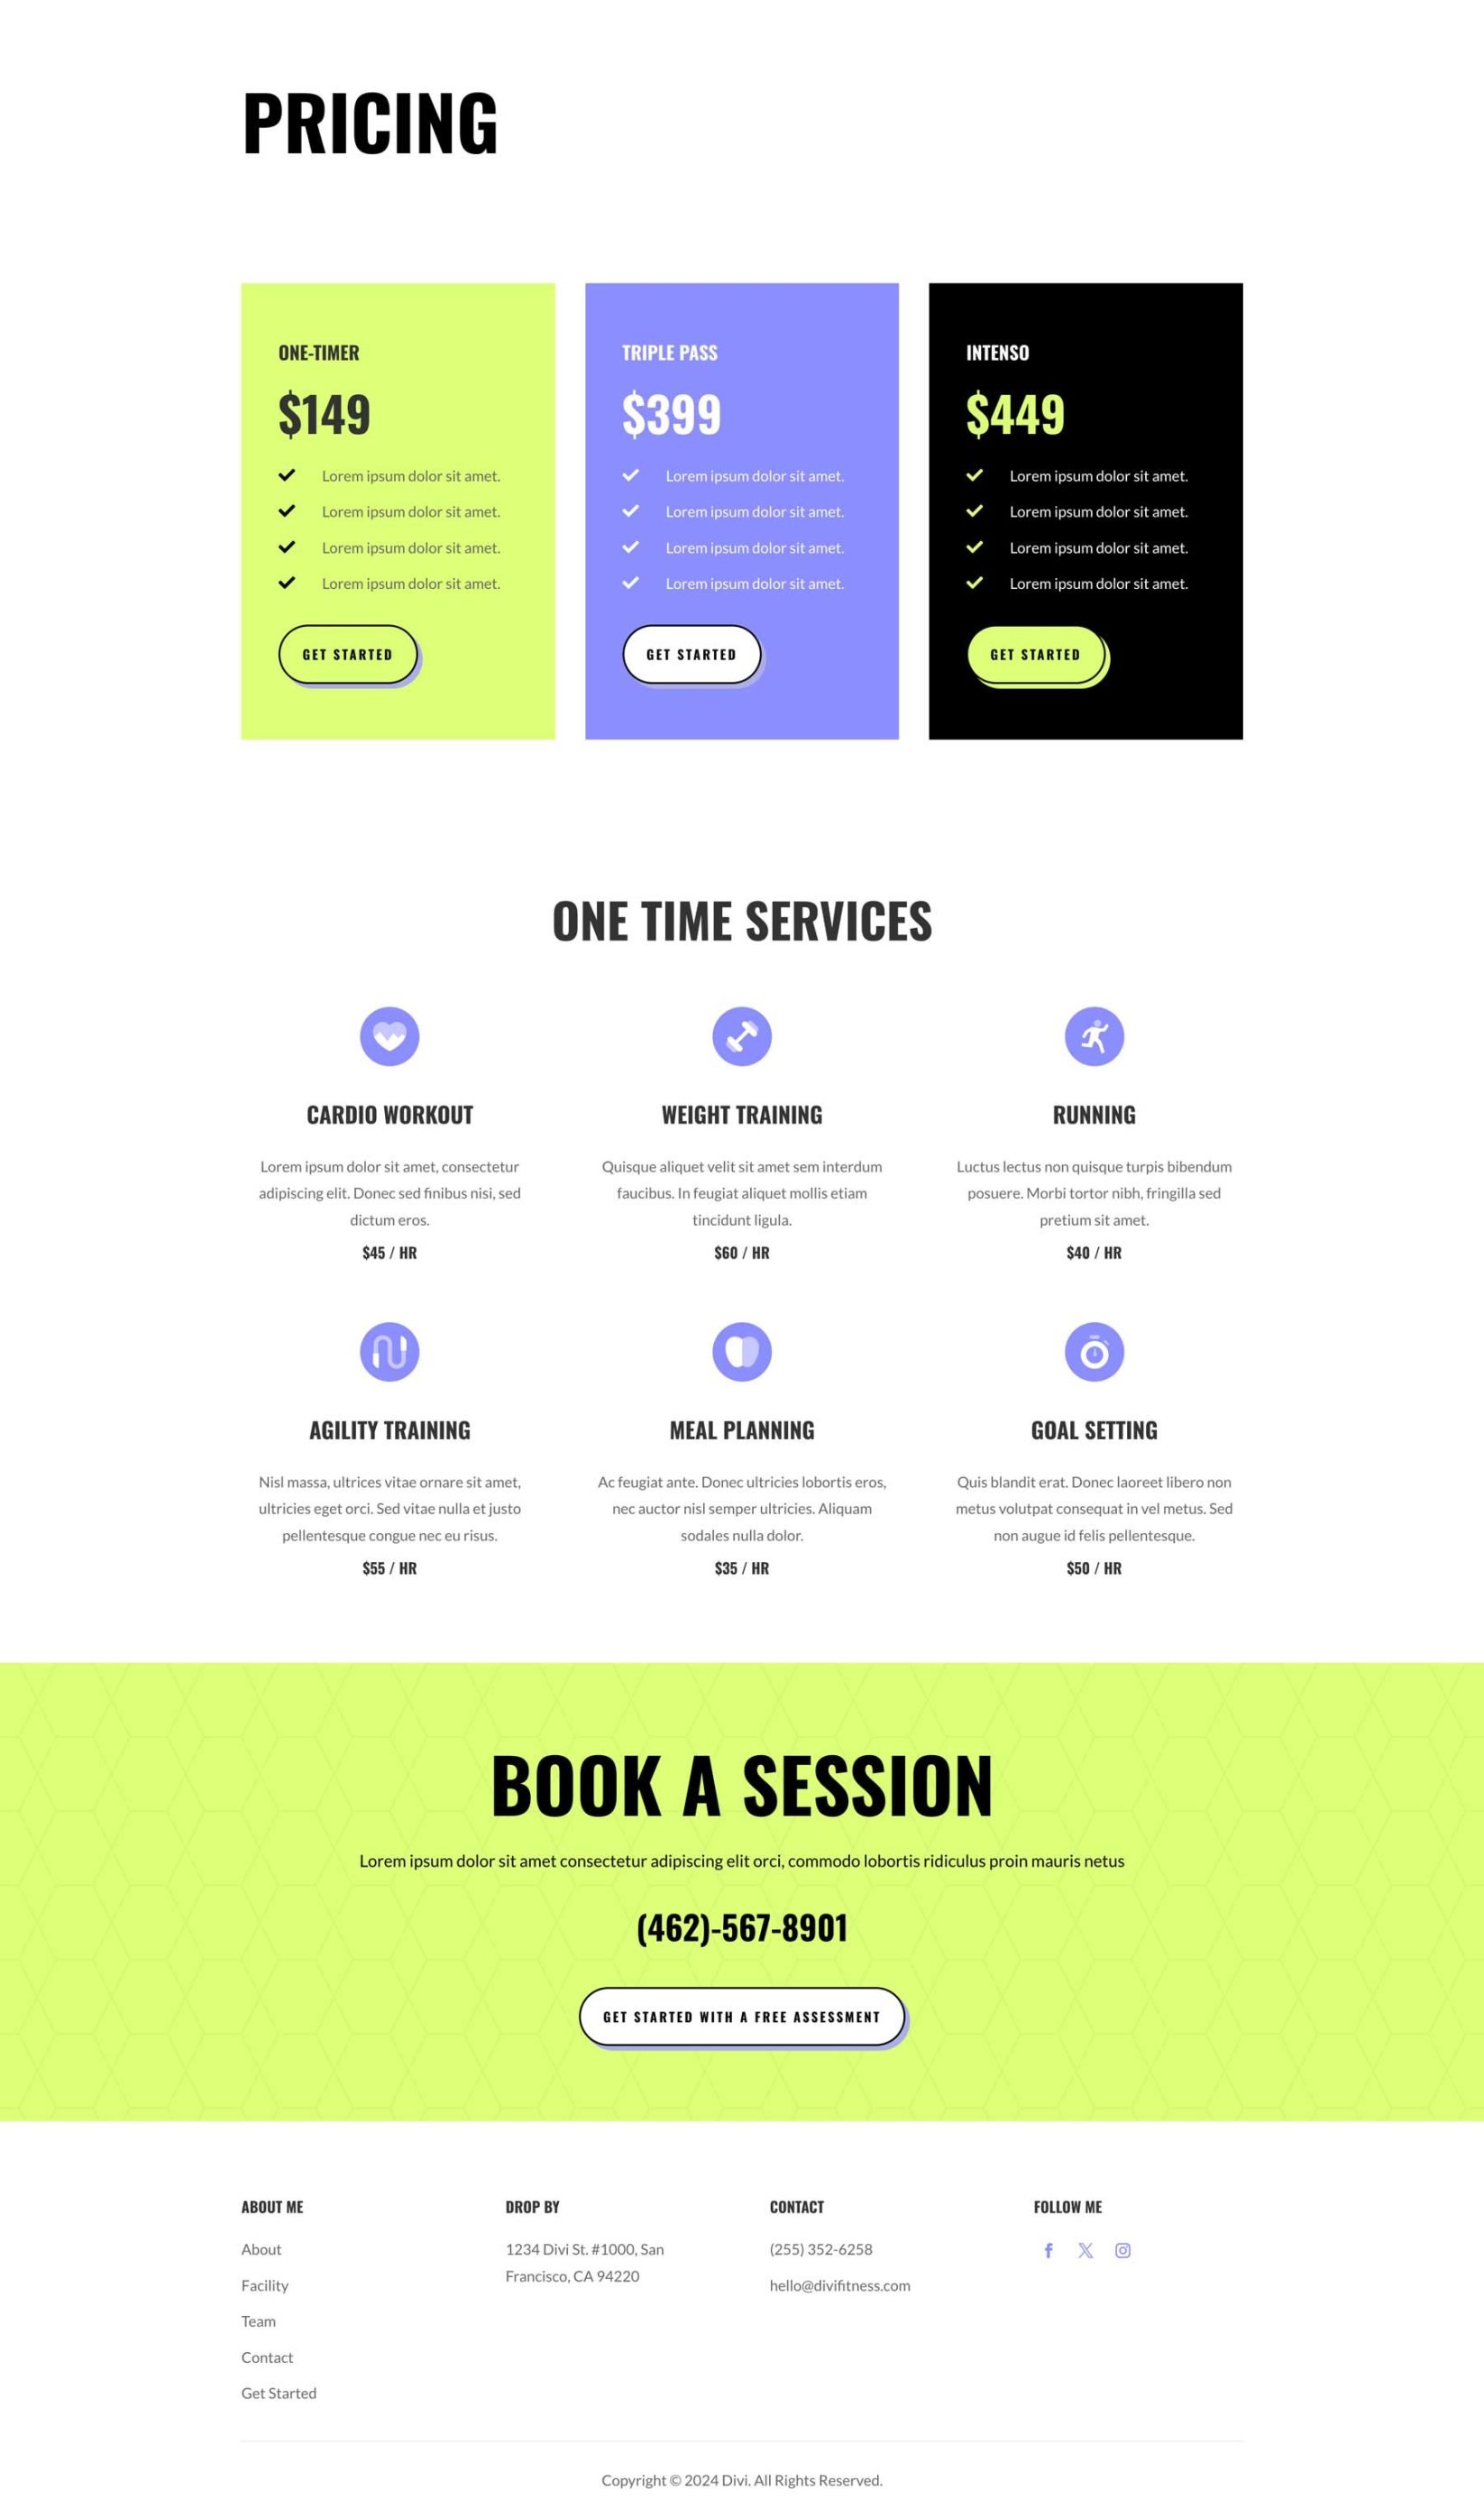 PRICING
ONE-TIMER
$149
Lorem ipsum dolor sit amet.
Lorem ipsum dolor sit amet.
Lorem ipsum dolor sit amet.
Lorem ipsum dolor sit amet.
GET STARTED
TRIPLE PASS
$399
Lorem ipsum dolor sit amet.
Lorem ipsum dolor sit amet.
Lorem ipsum dolor sit amet.
Lorem ipsum dolor sit amet.
GET STARTED
INTENSO
$449
Lorem ipsum dolor sit amet.
Lorem ipsum dolor sit amet.
Lorem ipsum dolor sit amet.
Lorem ipsum dolor sit amet.
GET STARTED
ONE TIME SERVICES
CARDIO WORKOUT
Lorem ipsum dolor sit amet, consectetur
adipiscing elit. Donec sed finibus nisi, sed
dictum eros.
$45 / HR
WEIGHT TRAINING
Quisque aliquet velit sit amet sem interdum
faucibus. In feugiat aliquet mollis etiam
tincidunt ligula.
$60 / HR
RUNNING
Luctus lectus non quisque turpis bibendum
posuere. Morbi tortor nibh, fringilla sed
pretium sit amet.
$40 / HR
AGILITY TRAINING
Nisl massa, ultrices vitae ornare sit amet,
ultricies eget orci. Sed vitae nulla et justo
pellentesque congue nec eu risus.
$55 / HR
MEAL PLANNING
Ac feugiat ante. Donec ultricies lobortis eros,
nec auctor nisl semper ultricies. Aliquam
sodales nulla dolor.
$35 / HR
GOAL SETTING
Quis blandit erat. Donec laoreet libero non
metus volutpat consequat in vel metus. Sed
non augue id felis pellentesque.
$50 / HR
BOOK A SESSION
Lorem ipsum dolor sit amet consectetur adipiscing elit orci, commodo lobortis ridiculus proin mauris netus
(462)-567-8901
GET STARTED WITH A FREE ASSESSMENT
ABOUT ME
About
Facility
Team
Contact
Get Started
DROP BY
1234 Divi St. #1000, San
Francisco, CA 94220
CONTACT
(255) 352-6258
hello@divifitness.com
FOLLOW ME
Copyright © 2024 Divi. All Rights Reserved.